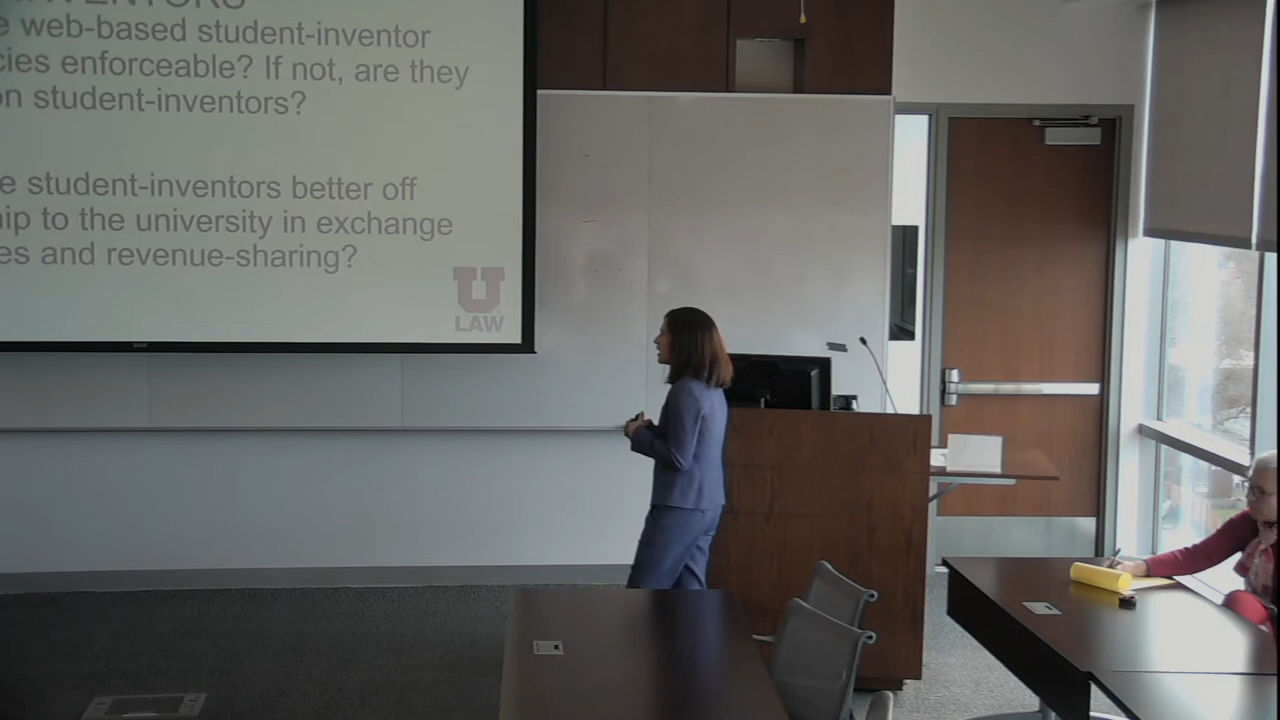 INVENTORS
e web-based student-inventor
cies enforceable? If not, are they
on student-inventors?
e student-inventors better off
hip to the university in exchange
es and revenue-sharing?
U
LAW